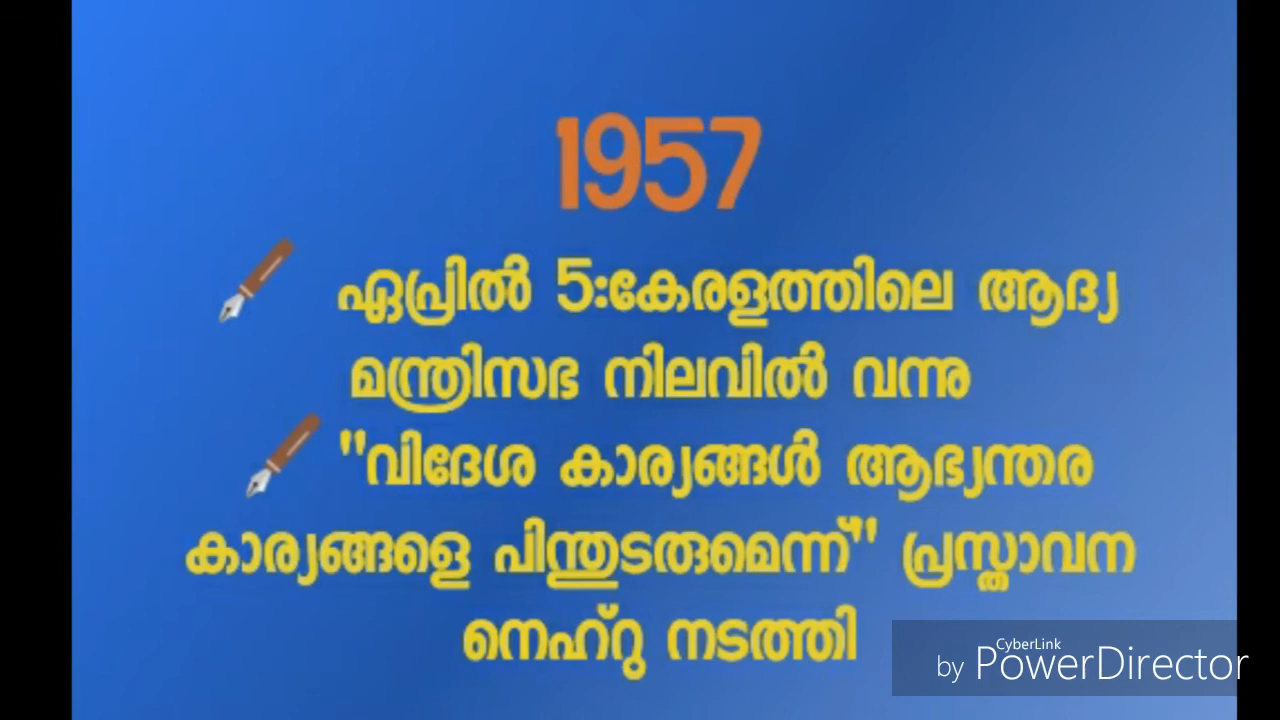 1957
ഏപ്രിൽ 5:കേരളത്തിലെ ആദ്യ
മന്ത്രിസഭ നിലവിൽ വന്നു
"വിദേശ കാര്യങ്ങൾ ആഭ്യന്തര
കാര്യങ്ങളെ പിന്തുടരുമെന്ന്" പ്രസ്താവന
നെഹ്റു നടത്തി
CyberLink
by PowerDirector